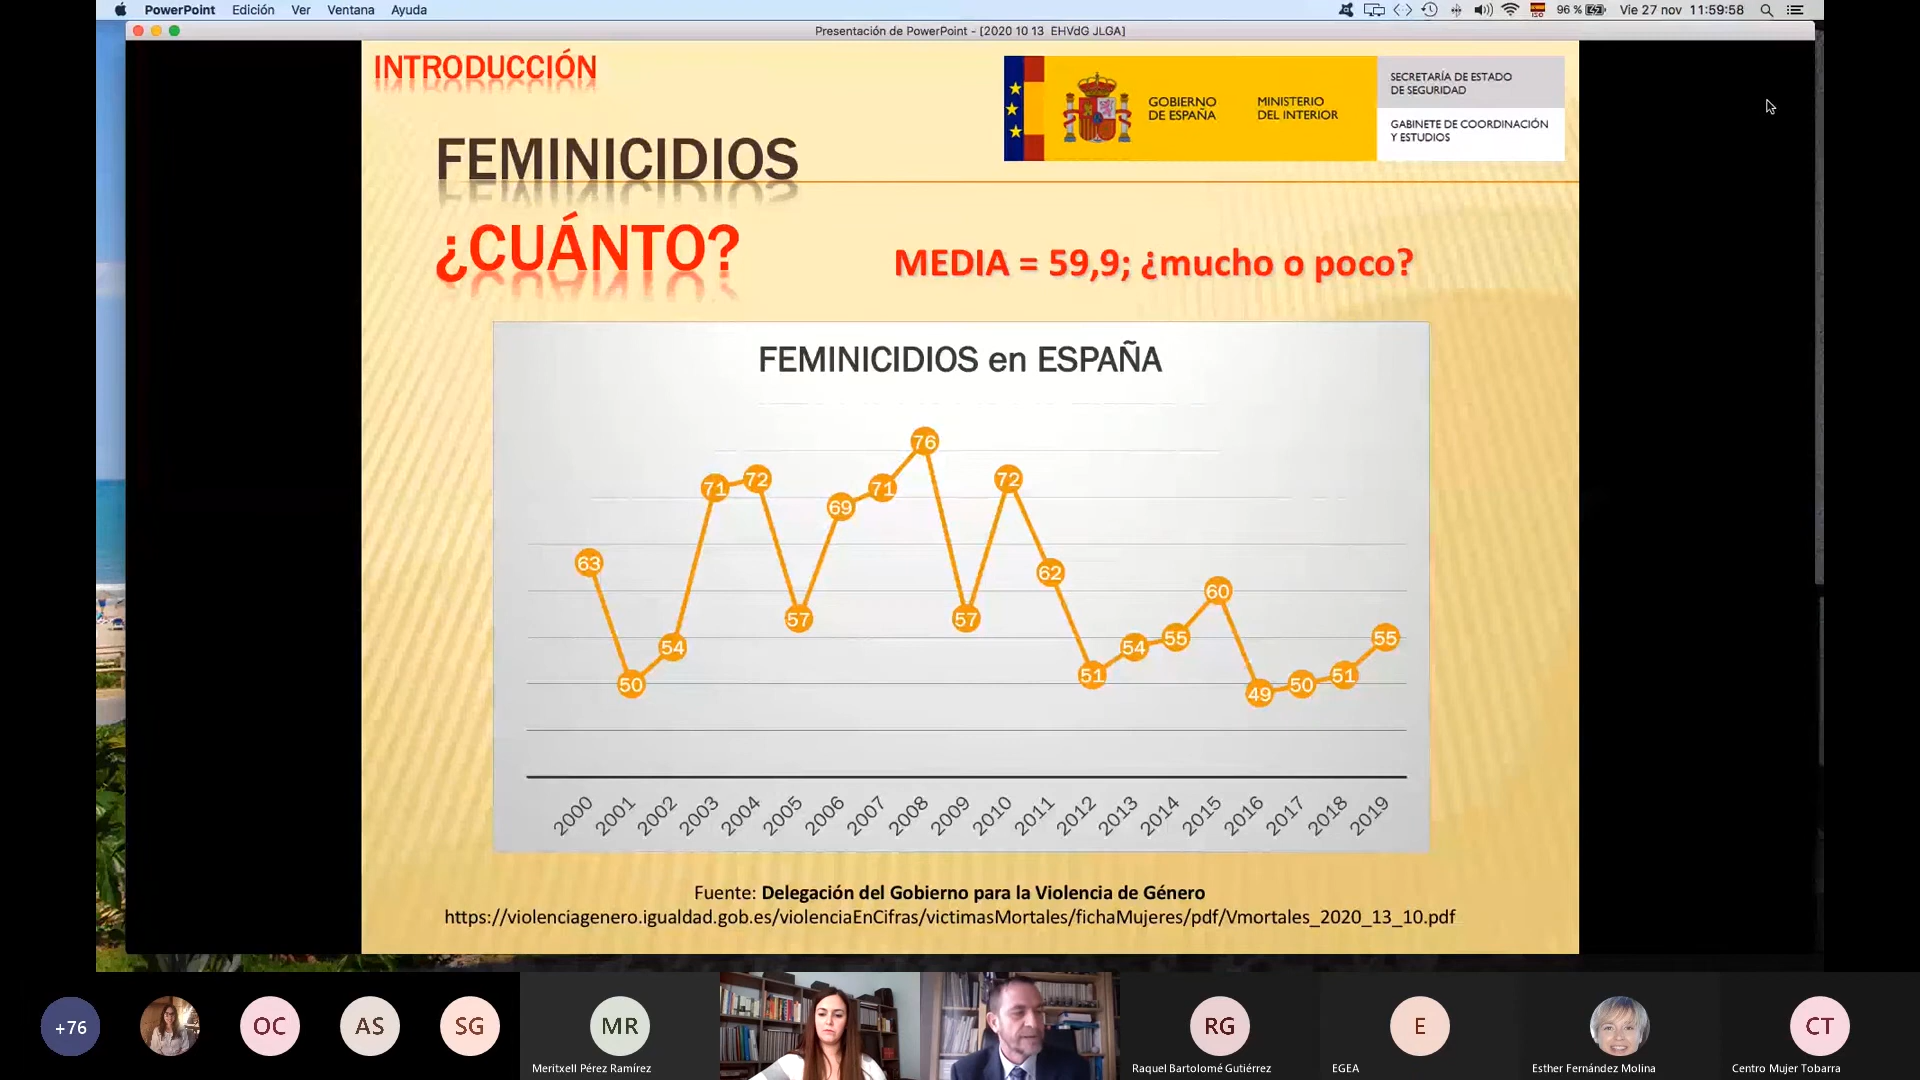 PowerPoint Edición Ver Ventana Ayuda
96 % Vie 27 nov 11:59:58
Presentación de PowerPoint - [2020 10 13 EHVdG JLGA]
INTRODUCCIÓN
GOBIERNO
DE ESPAÑA
MINISTERIO
DEL INTERIOR
SECRETARÍA DE ESTADO
DE SEGURIDAD
GABINETE DE COORDINACIÓN
Y ESTUDIOS
FEMINICIDIOS
¿CUÁNTO?
MEDIA = 59,9; ¿mucho o poco?
FEMINICIDIOS en ESPAÑA
63 50 54 71 72 57 69 71 76 57 72 62 51 54 55 60 49 50 51 55
2000 2001 2002 2003 2004 2005 2006 2007 2008 2009 2010 2011 2012 2013 2014 2015 2016 2017 2018 2019
Fuente: Delegación del Gobierno para la Violencia de Género
https://violenciagenero.igualdad.gob.es/violenciaEnCifras/victimasMortales/fichaMujeres/pdf/Vmortales_2020_13_10.pdf
+76 OC AS SG MR RG E CT
Meritxell Pérez Ramírez Raquel Bartolomé Gutiérrez EGEA Esther Fernández Molina Centro Mujer Tobarra